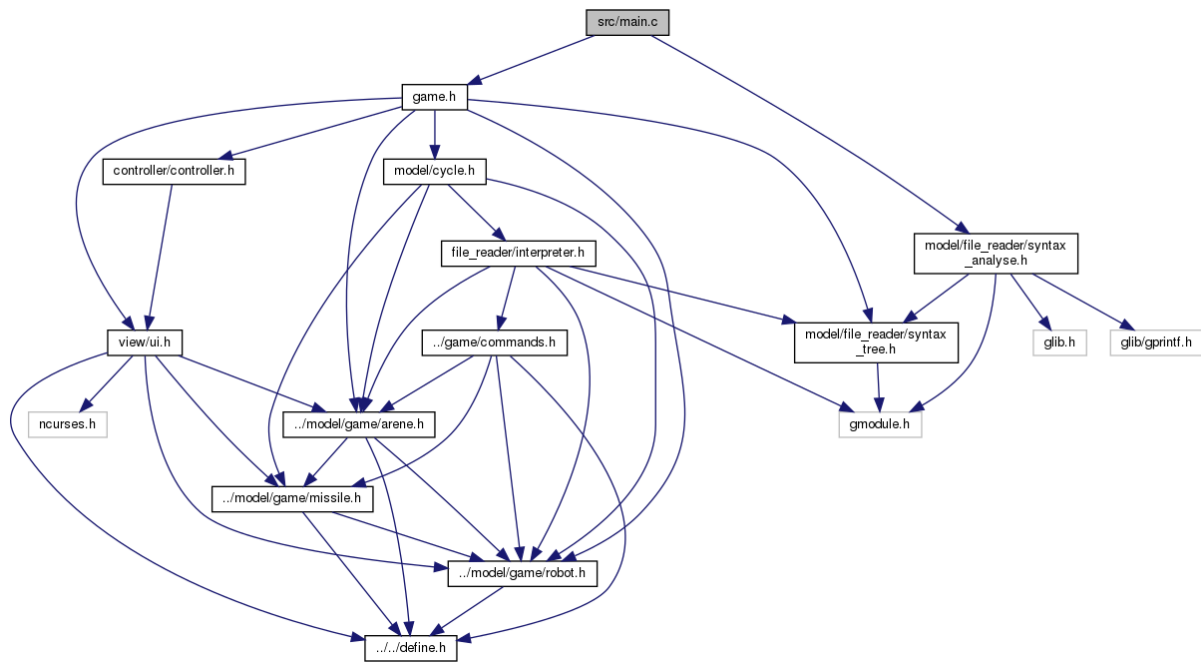 src/main.c
game.h
controller/controller.h
model/cycle.h
file_reader/interpreter.h
model/file_reader/syntax
_analyse.h
view/ui.h
../game/commands.h
model/file_reader/syntax
_tree.h
glib.h
glib/gprintf.h
ncurses.h
../model/game/arene.h
gmodule.h
../model/game/missile.h
../model/game/robot.h
../../define.h